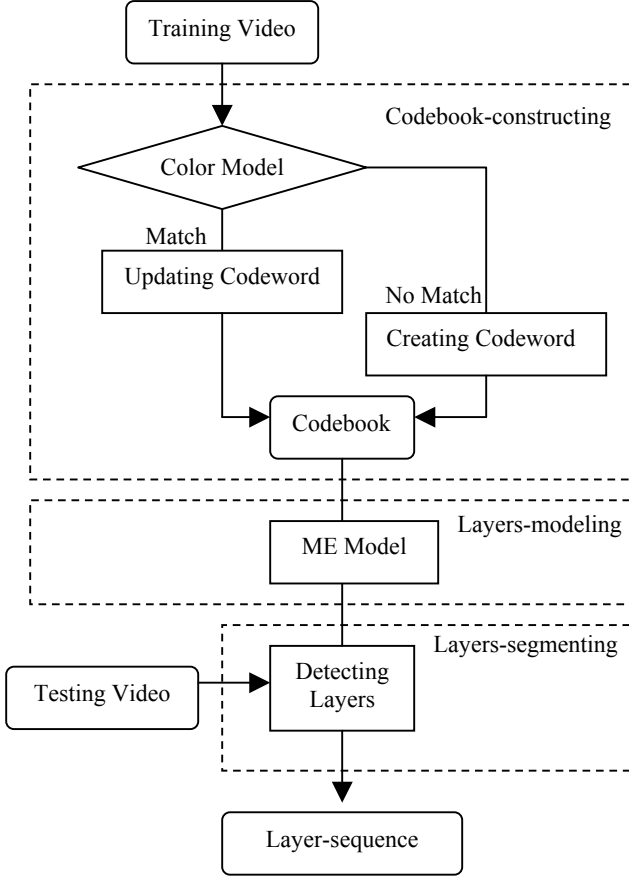 Training Video
Codebook-constructing
Color Model
Match
Updating Codeword
No Match
Creating Codeword
Codebook
Layers-modeling
ME Model
Layers-segmenting
Detecting
Layers
Testing Video
Layer-sequence